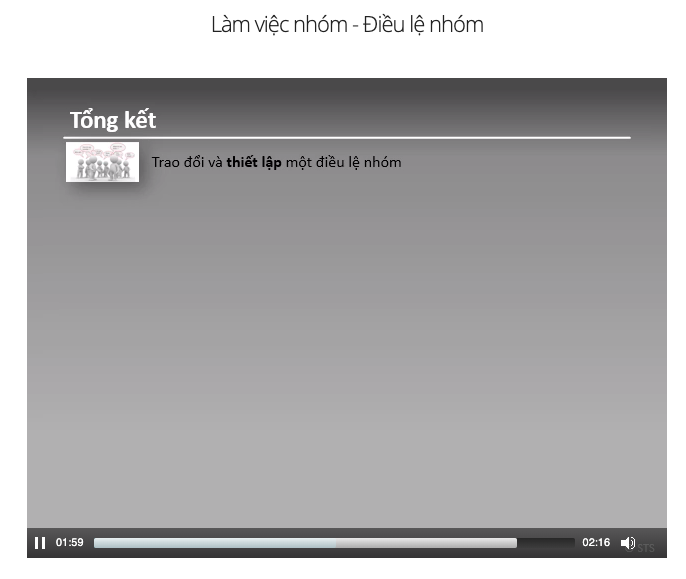 Làm việc nhóm - Điều lệ nhóm
Tổng kết
Trao đổi và thiết lập một điều lệ nhóm
01:59
02:16
STS